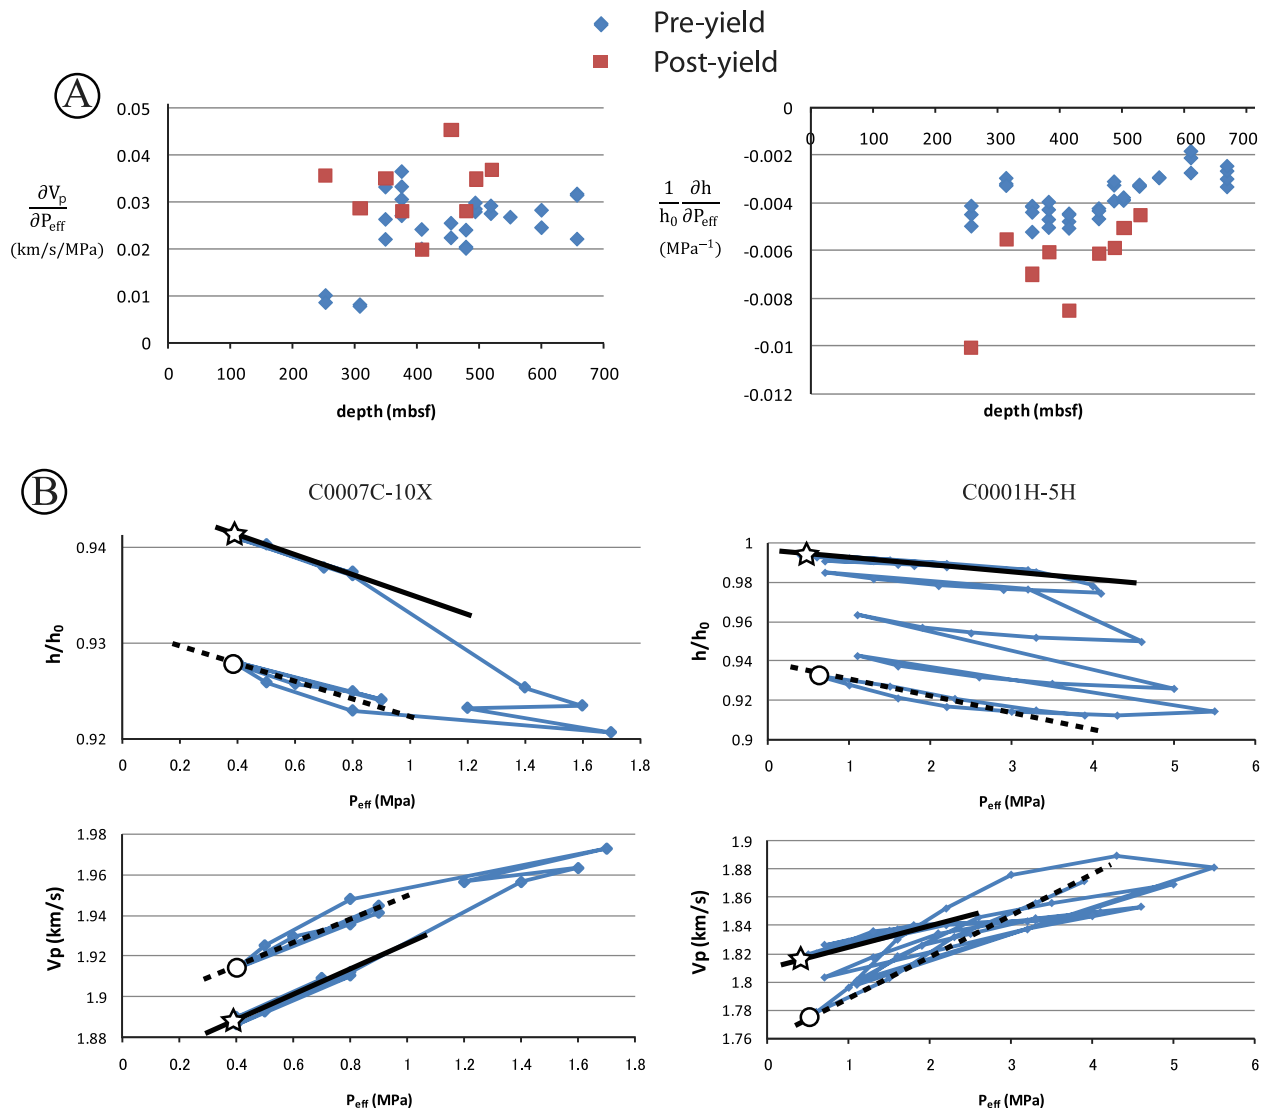 Pre-yield
Post-yield
A
0.05
0.04
0.03
0.02
0.01
0
∂Vp
∂Peff
(km/s/MPa)
0 100 200 300 400 500 600 700
depth (mbsf)
0
-0.002
-0.004
-0.006
-0.008
-0.01
-0.012
1 ∂h
h0 ∂Peff
(MPa−1)
0 100 200 300 400 500 600 700
depth (mbsf)
B
C0007C-10X
0.94
0.93
0.92
h/h0
0 0.2 0.4 0.6 0.8 1 1.2 1.4 1.6 1.8
Peff (Mpa)
C0001H-5H
1
0.98
0.96
0.94
0.92
0.9
h/h0
0 1 2 3 4 5 6
Peff (MPa)
1.98
1.96
1.94
1.92
1.9
1.88
Vp (km/s)
0 0.2 0.4 0.6 0.8 1 1.2 1.4 1.6 1.8
Peff (MPa)
1.9
1.88
1.86
1.84
1.82
1.8
1.78
1.76
Vp (km/s)
0 1 2 3 4 5 6
Peff (MPa)